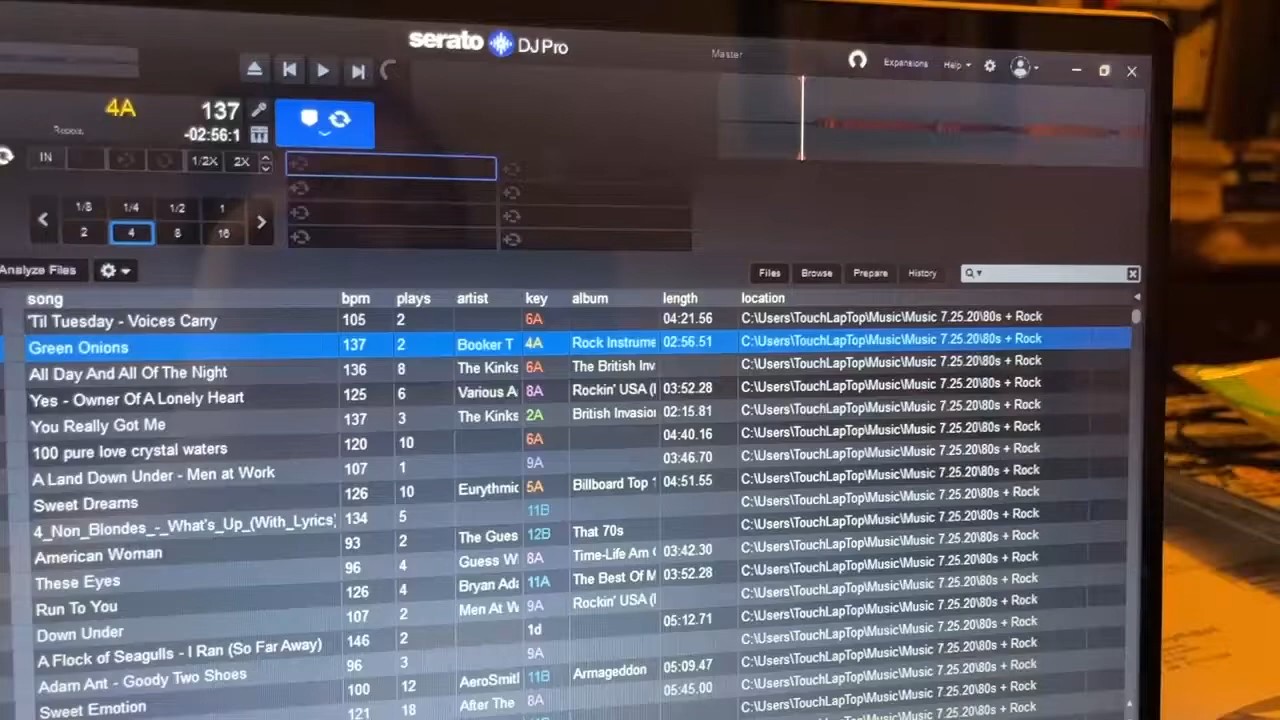 serato DJ Pro
Master
Expansions Help
4A 137
Repeat -02:56:1
IN 1/2X 2X
1/8 1/4 1/2 1
2 4 8 16
Analyze Files Files Browse Prepare History
song bpm plays artist key album length location
'Til Tuesday - Voices Carry 105 2 6A 04:21.56 C:\Users\TouchLapTop\Music\Music 7.25.20\80s + Rock
Green Onions 137 2 Booker T 4A Rock Instrume 02:56.51 C:\Users\TouchLapTop\Music\Music 7.25.20\80s + Rock
All Day And All Of The Night 136 8 The Kinks 6A The British Inv C:\Users\TouchLapTop\Music\Music 7.25.20\80s + Rock
Yes - Owner Of A Lonely Heart 125 6 Various A 8A Rockin' USA ( 03:52.28 C:\Users\TouchLapTop\Music\Music 7.25.20\80s + Rock
You Really Got Me 137 3 The Kinks 2A British Invasion 02:15.81 C:\Users\TouchLapTop\Music\Music 7.25.20\80s + Rock
100 pure love crystal waters 120 10 6A 04:40.16 C:\Users\TouchLapTop\Music\Music 7.25.20\80s + Rock
A Land Down Under - Men at Work 107 1 9A 03:46.70 C:\Users\TouchLapTop\Music\Music 7.25.20\80s + Rock
Sweet Dreams 126 10 Eurythmic 5A Billboard Top 1 04:51.55 C:\Users\TouchLapTop\Music\Music 7.25.20\80s + Rock
4_Non_Blondes_-_What's_Up_(With_Lyrics) 134 5 11B C:\Users\TouchLapTop\Music\Music 7.25.20\80s + Rock
American Woman 93 2 The Gues 12B That 70s C:\Users\TouchLapTop\Music\Music 7.25.20\80s + Rock
These Eyes 96 4 Guess W 8A Time-Life Am 03:42.30 C:\Users\TouchLapTop\Music\Music 7.25.20\80s + Rock
Run To You 126 4 Bryan Ada 11A The Best Of M 03:52.28 C:\Users\TouchLapTop\Music\Music 7.25.20\80s + Rock
Down Under 107 2 Men At W 9A Rockin' USA ( C:\Users\TouchLapTop\Music\Music 7.25.20\80s + Rock
A Flock of Seagulls - I Ran (So Far Away) 146 2 1d 05:12.71 C:\Users\TouchLapTop\Music\Music 7.25.20\80s + Rock
Adam Ant - Goody Two Shoes 96 3 9A C:\Users\TouchLapTop\Music\Music 7.25.20\80s + Rock
Sweet Emotion 100 12 AeroSmit 11B Armageddon 05:09.47 C:\Users\TouchLapTop\Music\Music 7.25.20\80s + Rock
121 18 After The 8A 05:45.00 C:\Users\TouchLapTop\Music\Music 7.25.20\80s + Rock
C:\Users\TouchLapTop\Music\Music 7.25.20\80s + Rock